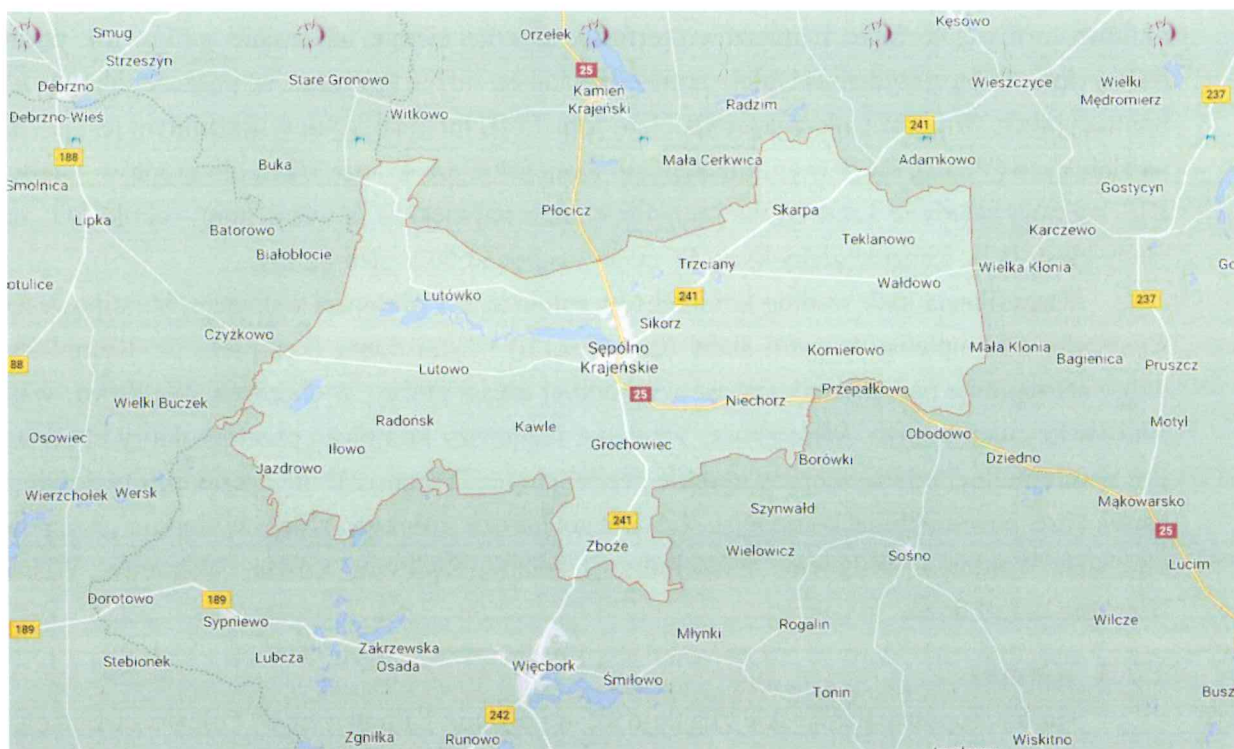 Smug
Strzeszyn
Orzełek
Kęsowo
Debrzno
Stare Gronowo
25
Kamień
Krajeński
Wieszczyce
Wielki
Mędromierz
237
Debrzno-Wieś
Witkowo
Radzim
241
188
Buka
Mała Cerkwica
Adamkowo
Smolnica
Gostycyn
Lipka
Batorowo
Płocicz
Skarpa
Karczewo
Białobłocie
Teklanowo
Trzciany
Wielka Klonia
otulice
Lutówko
241
Wałdowo
237
Sikorz
Czyżkowo
Sępólno
Krajeńskie
Komierowo
Mała Klonia
Bagienica
88
Lutowo
Pruszcz
25
Niechorz
Przepałkowo
Wielki Buczek
Radońsk
Kawle
Motyl
Osowiec
Iłowo
Grochowiec
Obodowo
Jazdrowo
Borówki
Dziedno
Wierzchołek
Wersk
Szynwałd
Mąkowarsko
241
25
Zboże
Wielowicz
Sośno
Lucim
Dorotowo
189
189
Sypniewo
Młynki
Rogalin
Wilcze
Stebionek
Lubcza
Zakrzewska
Osada
Więcbork
Śmiłowo
Tonin
Busz
242
Zgniłka
Runowo
Wiskitno